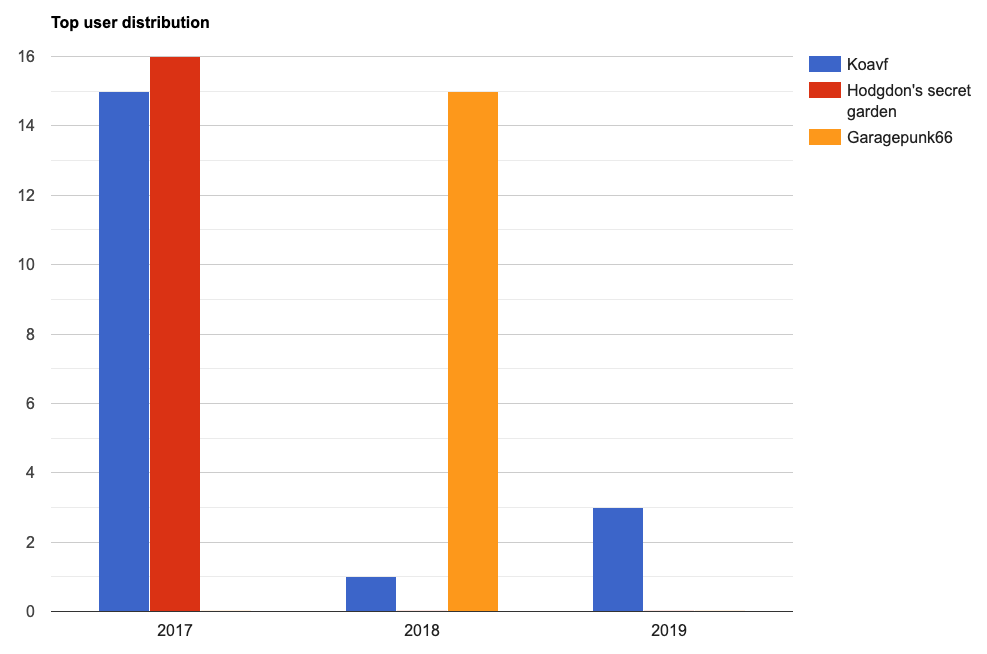 Top user distribution
16
14
12
10
8
6
4
2
0
2017
2018
2019
Koavf
Hodgdon's secret
garden
Garagepunk66